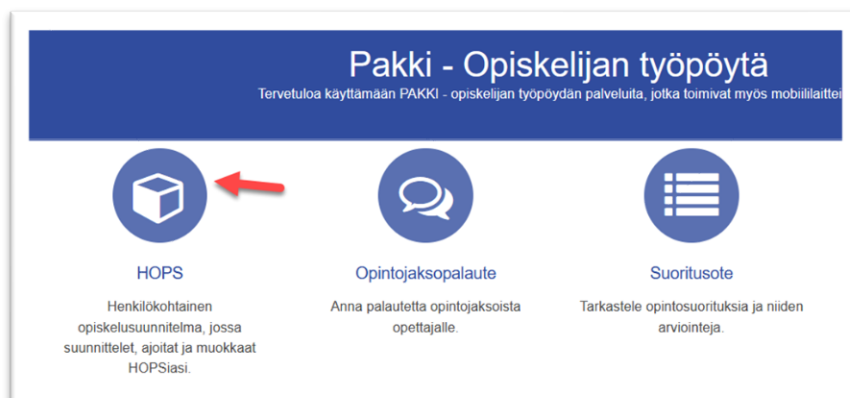 Pakki - Opiskelijan työpöytä
Tervetuloa käyttämään PAKKI - opiskelijan työpöydän palveluita, jotka toimivat myös mobiililaittei
HOPS
Henkilökohtainen
opiskelusuunnitelma, jossa
suunnittelet, ajoitat ja muokkaat
HOPSiasi.
Opintojaksopalaute
Anna palautetta opintojaksoista
opettajalle.
Suoritusote
Tarkastele opintosuorituksia ja niiden
arviointeja.